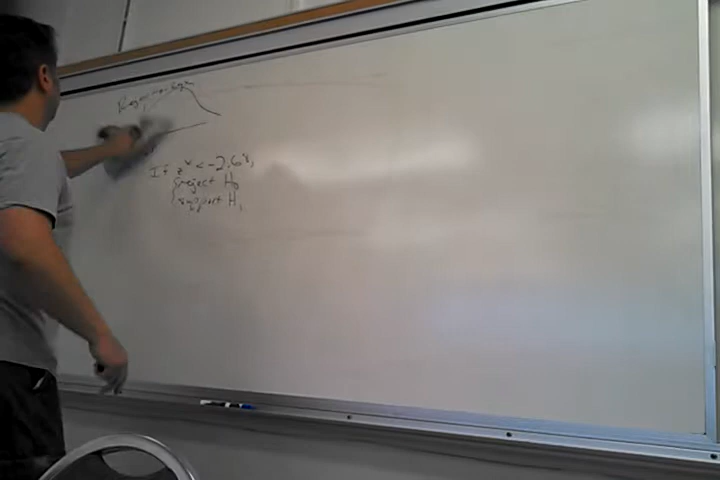 Rejection Region
If z* < -2.68,
{reject H₀
{support H₁